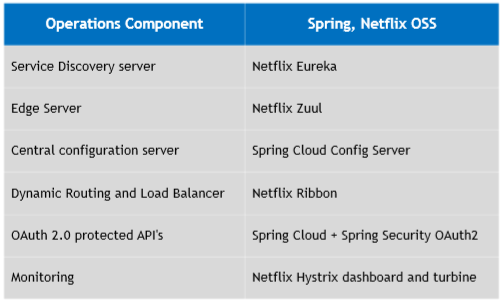 Operations Component Spring, Netflix OSS
Service Discovery server Netflix Eureka
Edge Server Netflix Zuul
Central configuration server Spring Cloud Config Server
Dynamic Routing and Load Balancer Netflix Ribbon
OAuth 2.0 protected API's Spring Cloud + Spring Security OAuth2
Monitoring Netflix Hystrix dashboard and turbine